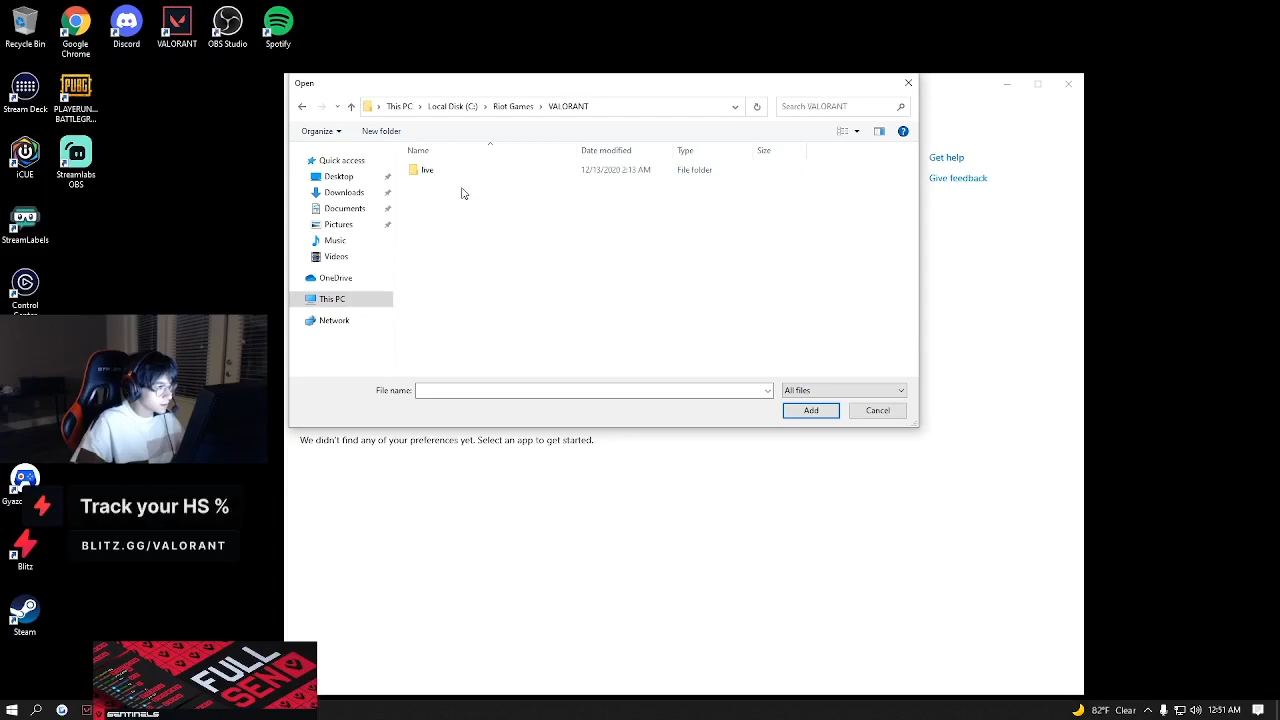 Recycle Bin
Google Chrome
Discord
VALORANT
OBS Studio
Spotify
Stream Deck
PUBG
PLAYERUN... BATTLEGR...
iCUE
Streamlabs OBS
StreamLabels
Control
Open
This PC > Local Disk (C:) > Riot Games > VALORANT
Search VALORANT
Organize
New folder
Name
Date modified
Type
Size
live
12/13/2020 2:13 AM
File folder
Quick access
Desktop
Downloads
Documents
Pictures
Music
Videos
OneDrive
This PC
Network
File name:
All files
Add
Cancel
Get help
Give feedback
We didn't find any of your preferences yet. Select an app to get started.
Track your HS %
BLITZ.GG/VALORANT
Blitz
Steam
FULL
SEND
SENTINELS
82°F Clear
12:51 AM